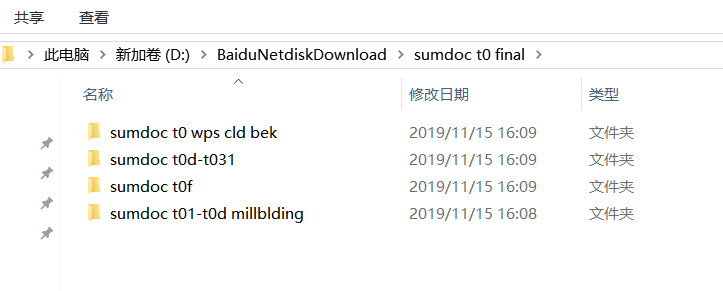 共享 查看
此电脑 > 新加卷 (D:) > BaiduNetdiskDownload > sumdoc t0 final >
名称 修改日期 类型
sumdoc t0 wps cld bek 2019/11/15 16:09 文件夹
sumdoc t0d-t031 2019/11/15 16:09 文件夹
sumdoc t0f 2019/11/15 16:09 文件夹
sumdoc t01-t0d millblding 2019/11/15 16:08 文件夹